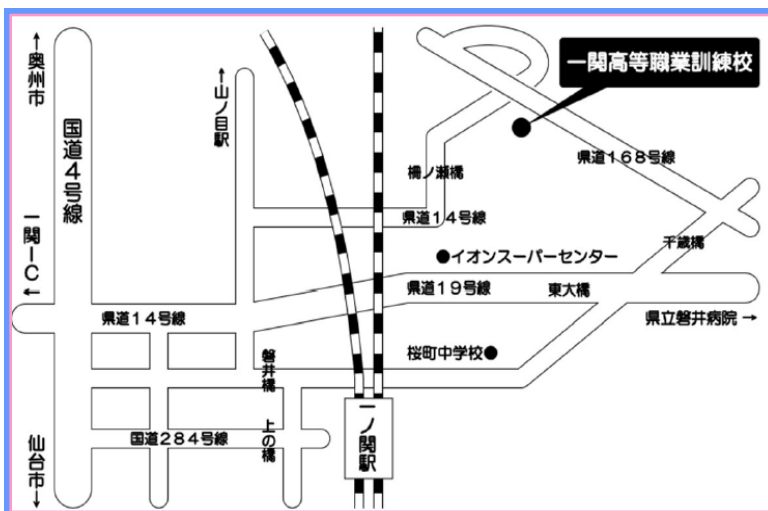 ↑奥州市
国道4号線
↑山ノ目駅
一関高等職業訓練校
県道168号線
柵ノ瀬橋
県道14号線
千歳橋
一関IC←
●イオンスーパーセンター
県道19号線
東大橋
県道14号線
県立磐井病院→
磐井橋
桜町中学校●
一ノ関駅
上の橋
国道284号線
仙台市↓